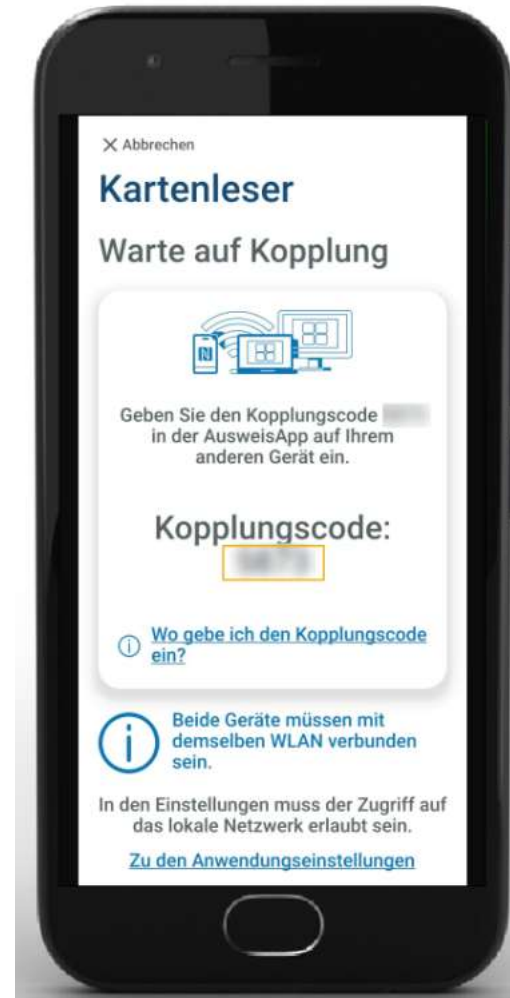 Abbrechen
Kartenleser
Warte auf Kopplung
Geben Sie den Kopplungscode
in der AusweisApp auf Ihrem
anderen Gerät ein.
Kopplungscode:
Wo gebe ich den Kopplungscode
ein?
Beide Geräte müssen mit
demselben WLAN verbunden
sein.
In den Einstellungen muss der Zugriff auf
das lokale Netzwerk erlaubt sein.
Zu den Anwendungseinstellungen